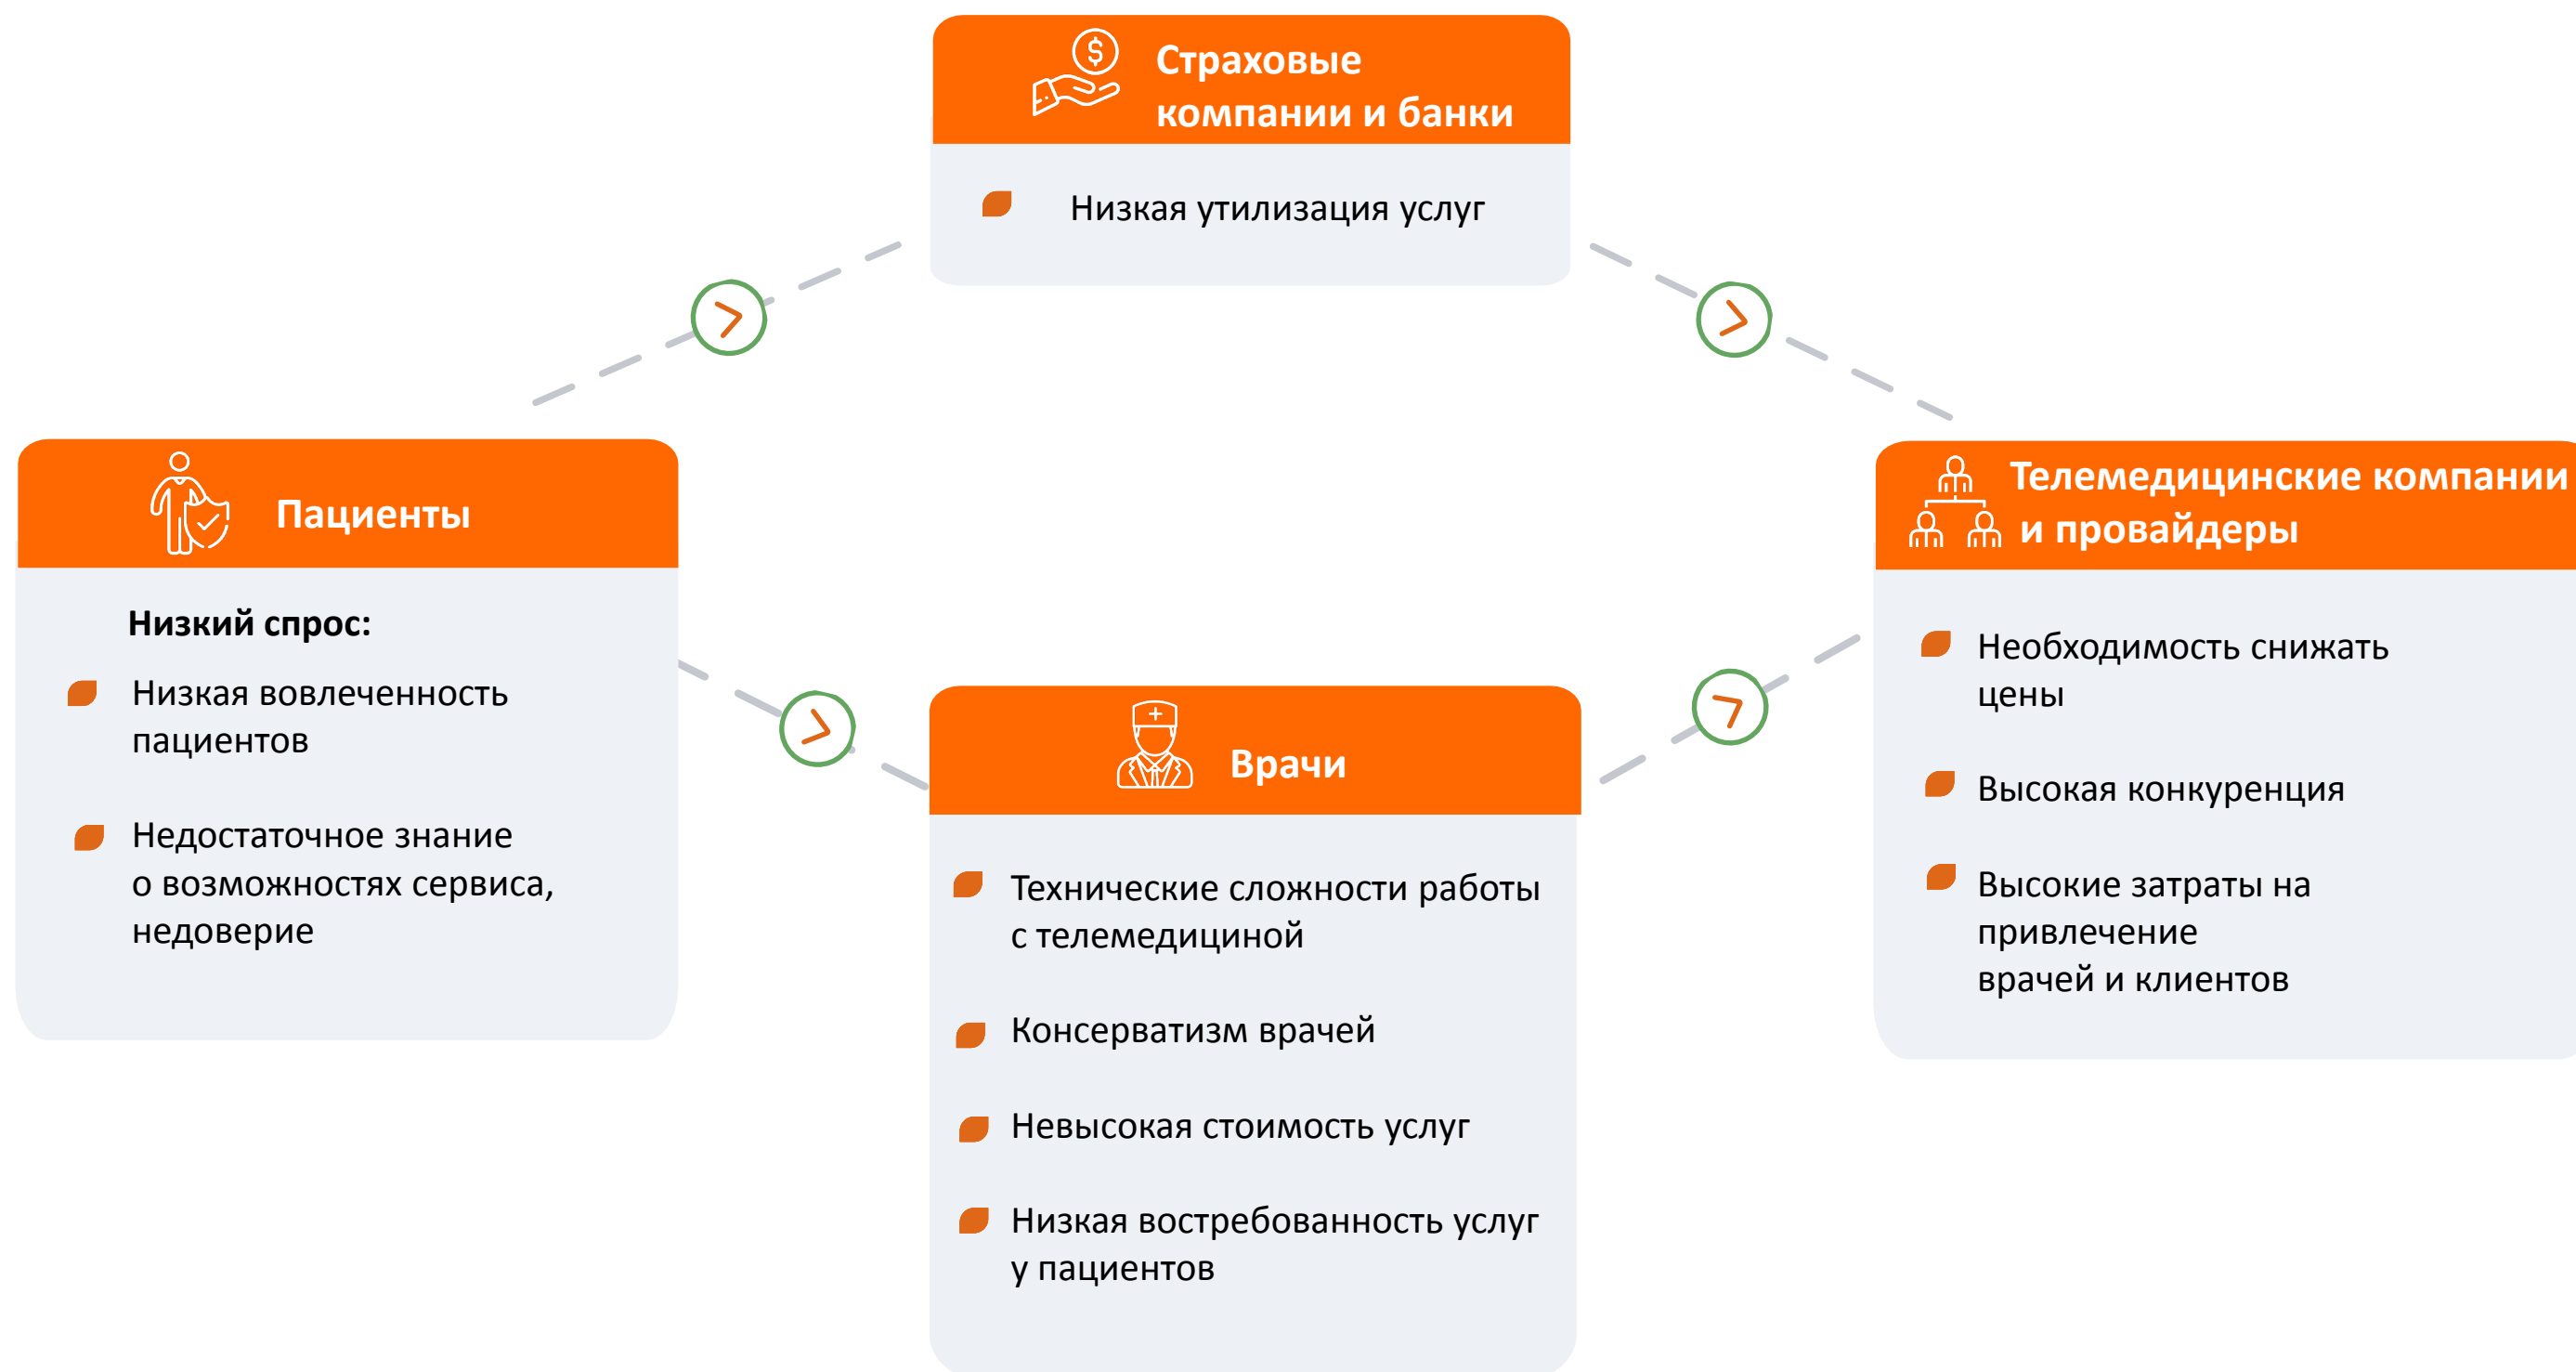 Страховые
компании и банки
Низкая утилизация услуг
Пациенты
Низкий спрос:
Низкая вовлеченность
пациентов
Недостаточное знание
о возможностях сервиса,
недоверие
Врачи
Технические сложности работы
с телемедициной
Консерватизм врачей
Невысокая стоимость услуг
Низкая востребованность услуг
у пациентов
Телемедицинские компании
и провайдеры
Необходимость снижать
цены
Высокая конкуренция
Высокие затраты на
привлечение
врачей и клиентов